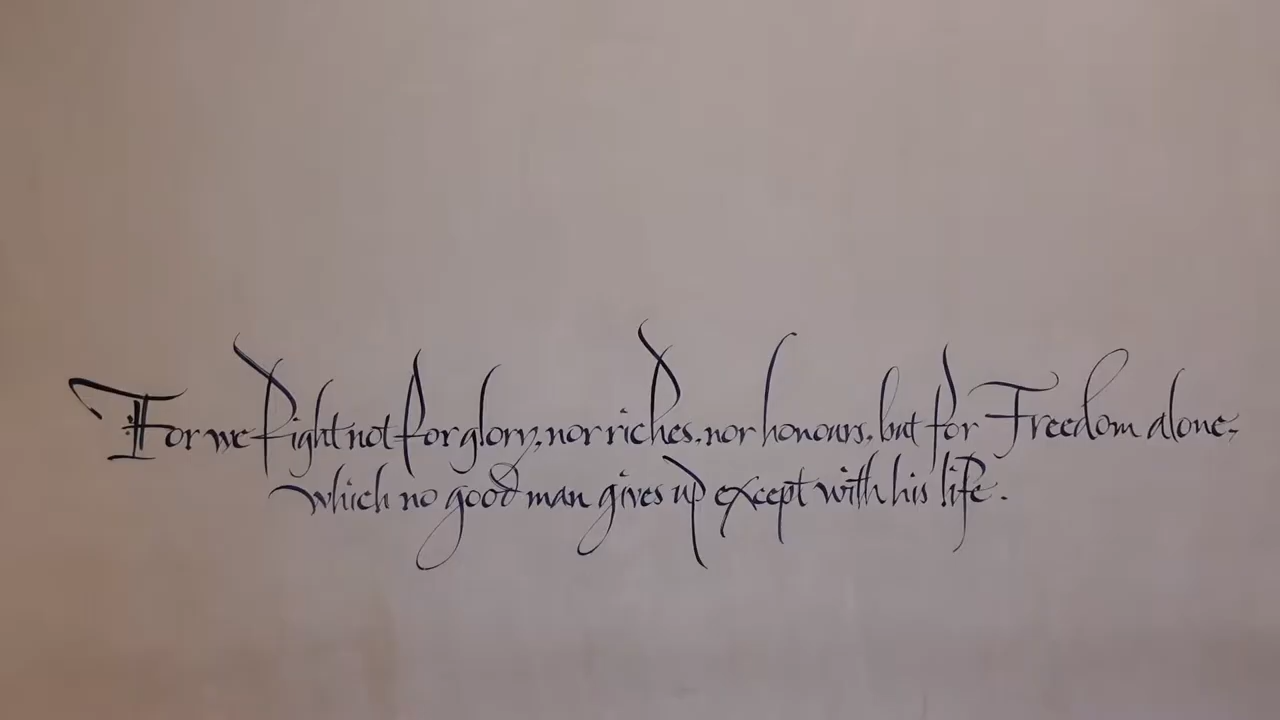 For we fight not for glory, nor riches, nor honours, but for Freedom alone,
which no good man gives up except with his life.